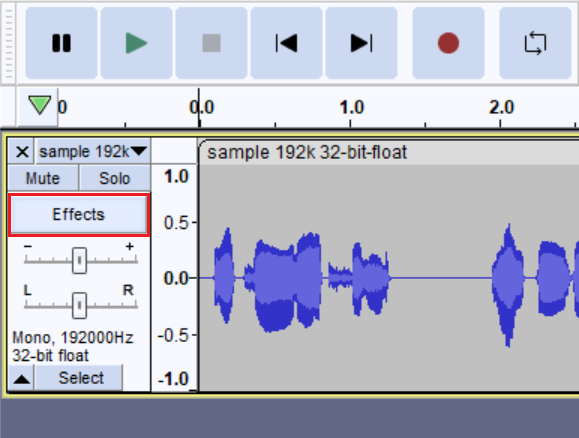 0 0.0 1.0 2.0
sample 192k
sample 192k 32-bit-float
Mute Solo
1.0
Effects
0.5
- +
0.0
L R
Mono, 192000Hz
-0.5
32-bit float
Select
-1.0